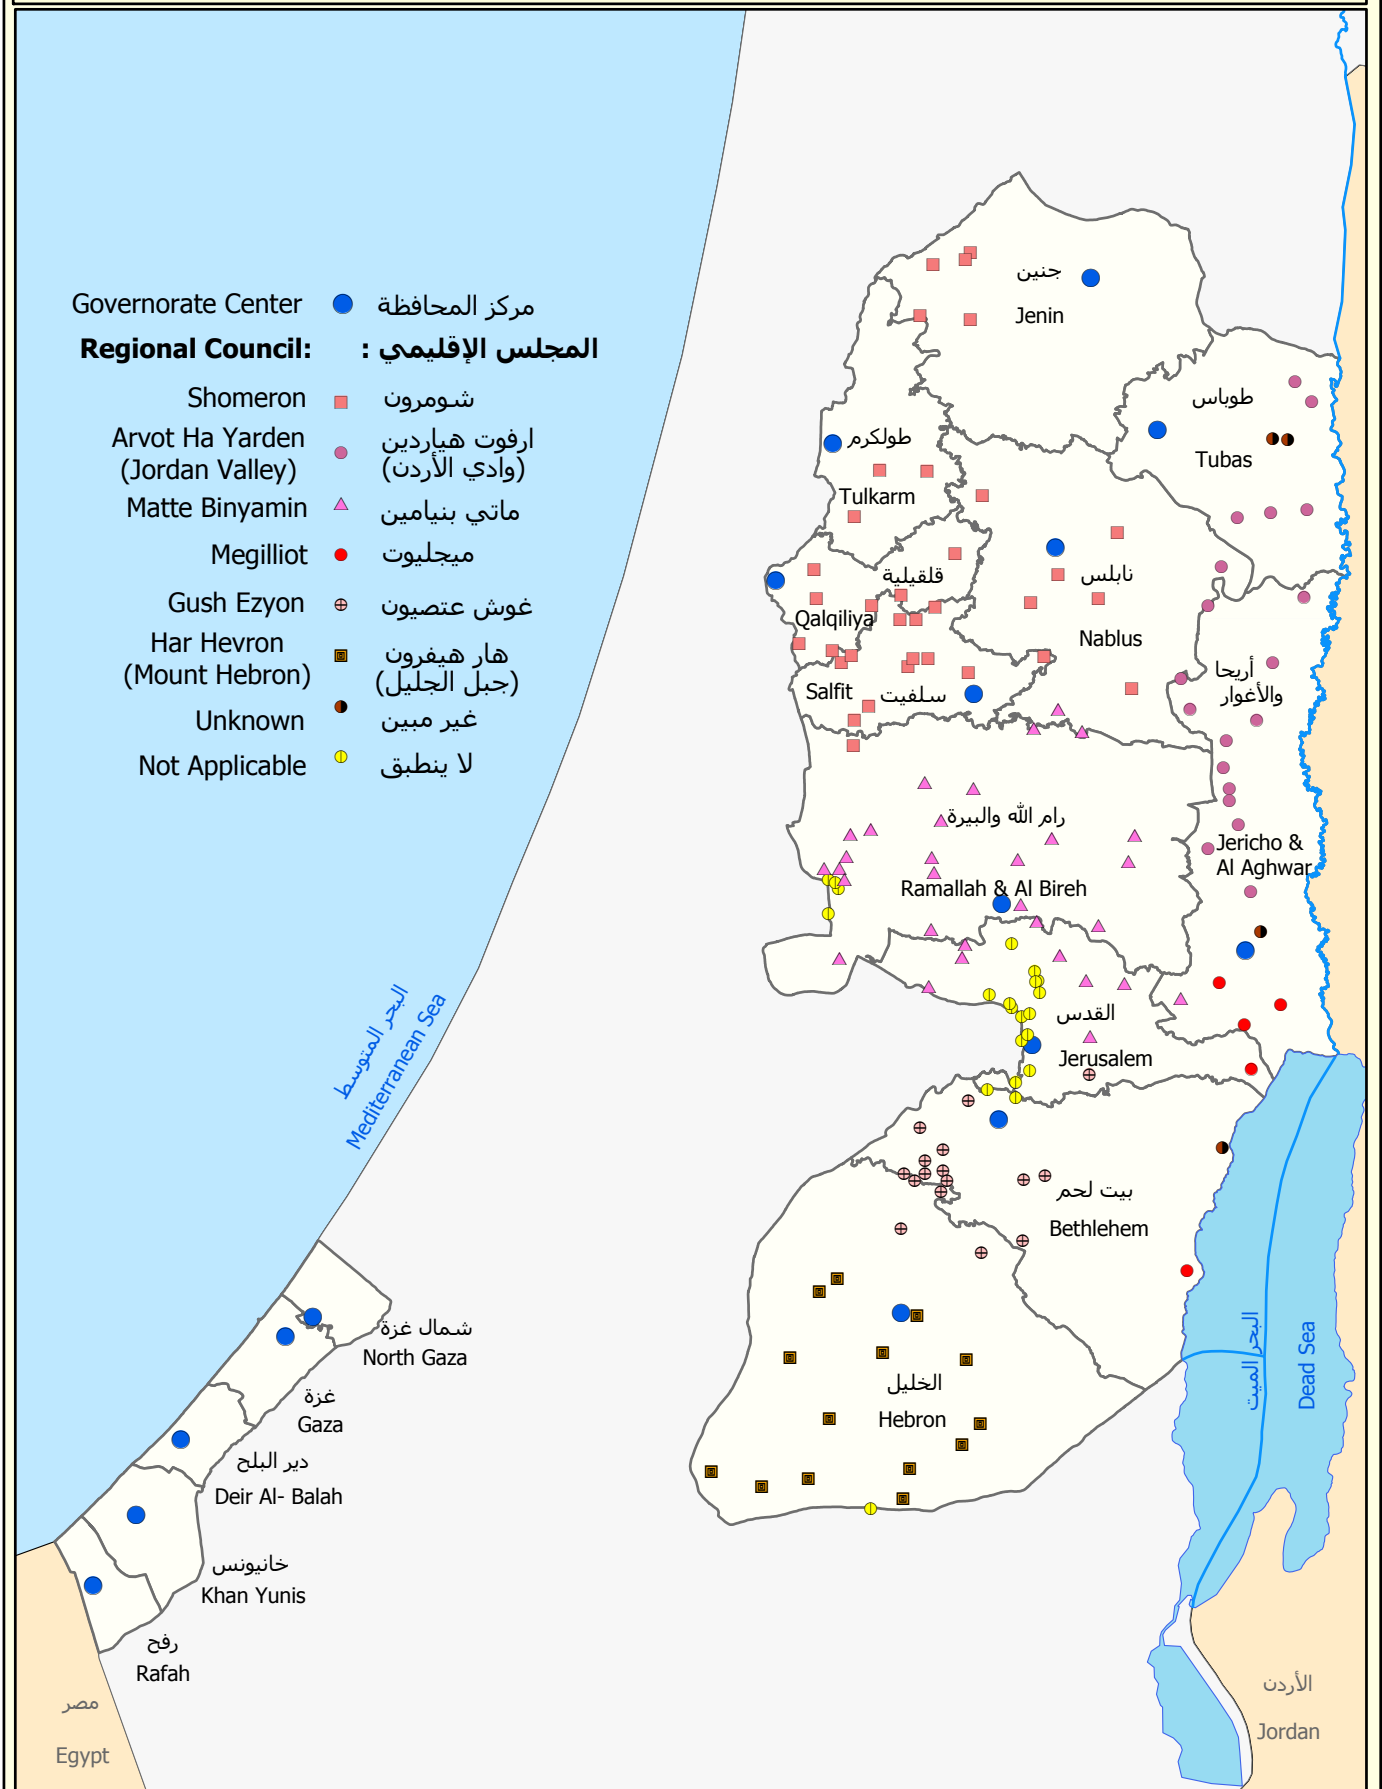 Governorate Center مركز المحافظة
Regional Council: المجلس الإقليمي :
Shomeron شومرون
Arvot Ha Yarden ارفوت هياردين
(Jordan Valley) (وادي الأردن)
Matte Binyamin ماتي بنيامين
Megilliot ميجليوت
Gush Ezyon غوش عتصيون
Har Hevron هار هيفرون
(Mount Hebron) (جبل الجليل)
Unknown غير مبين
Not Applicable لا ينطبق
جنين
Jenin
طوباس
Tubas
طولكرم
Tulkarm
قلقيلية
Qalqiliya
نابلس
Nablus
سلفيت
Salfit
أريحا
والأغوار
Jericho &
Al Aghwar
رام الله والبيرة
Ramallah & Al Bireh
القدس
Jerusalem
بيت لحم
Bethlehem
الخليل
Hebron
البحر المتوسط
Mediterranean Sea
البحر الميت
Dead Sea
شمال غزة
North Gaza
غزة
Gaza
دير البلح
Deir Al- Balah
خانيونس
Khan Yunis
رفح
Rafah
مصر
Egypt
الأردن
Jordan